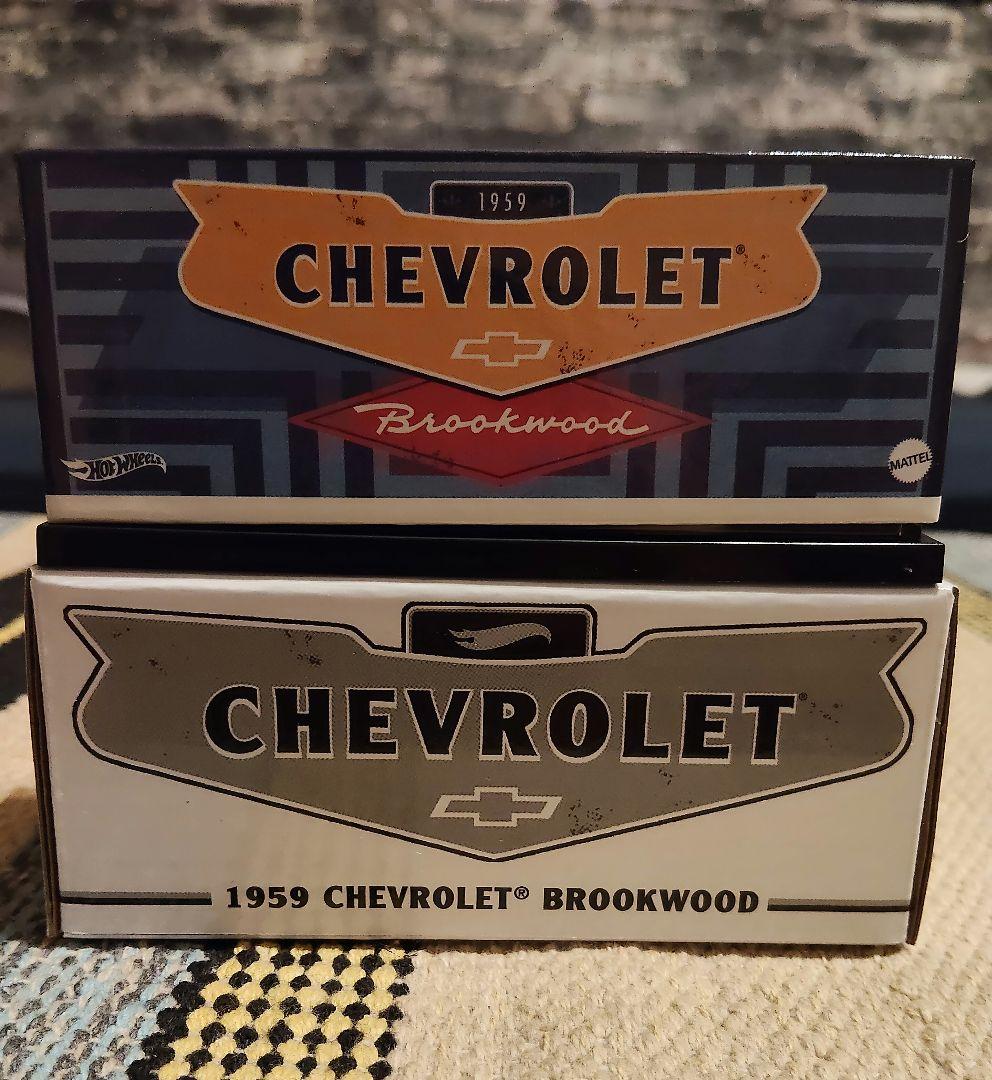 1959
CHEVROLET®
Brookwood
HOT WHEELS
MATTEL
CHEVROLET®
1959 CHEVROLET® BROOKWOOD